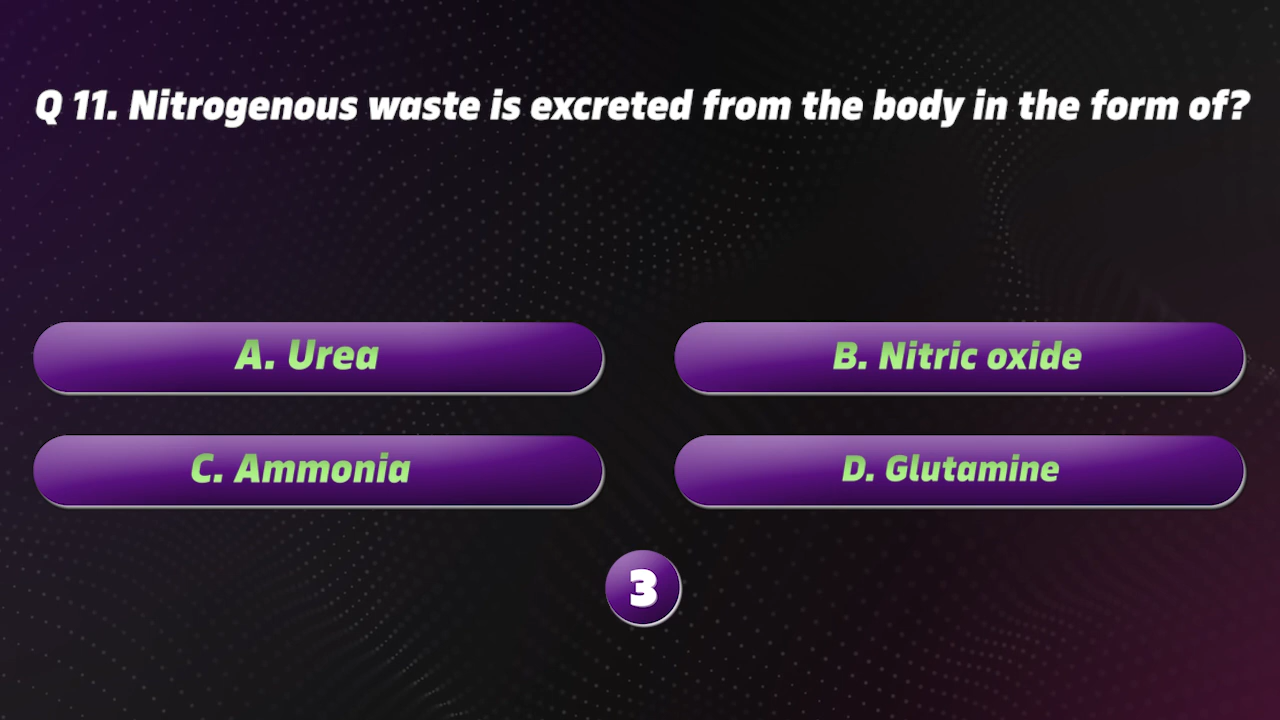 Q 11. Nitrogenous waste is excreted from the body in the form of?
A. Urea
B. Nitric oxide
C. Ammonia
D. Glutamine
3